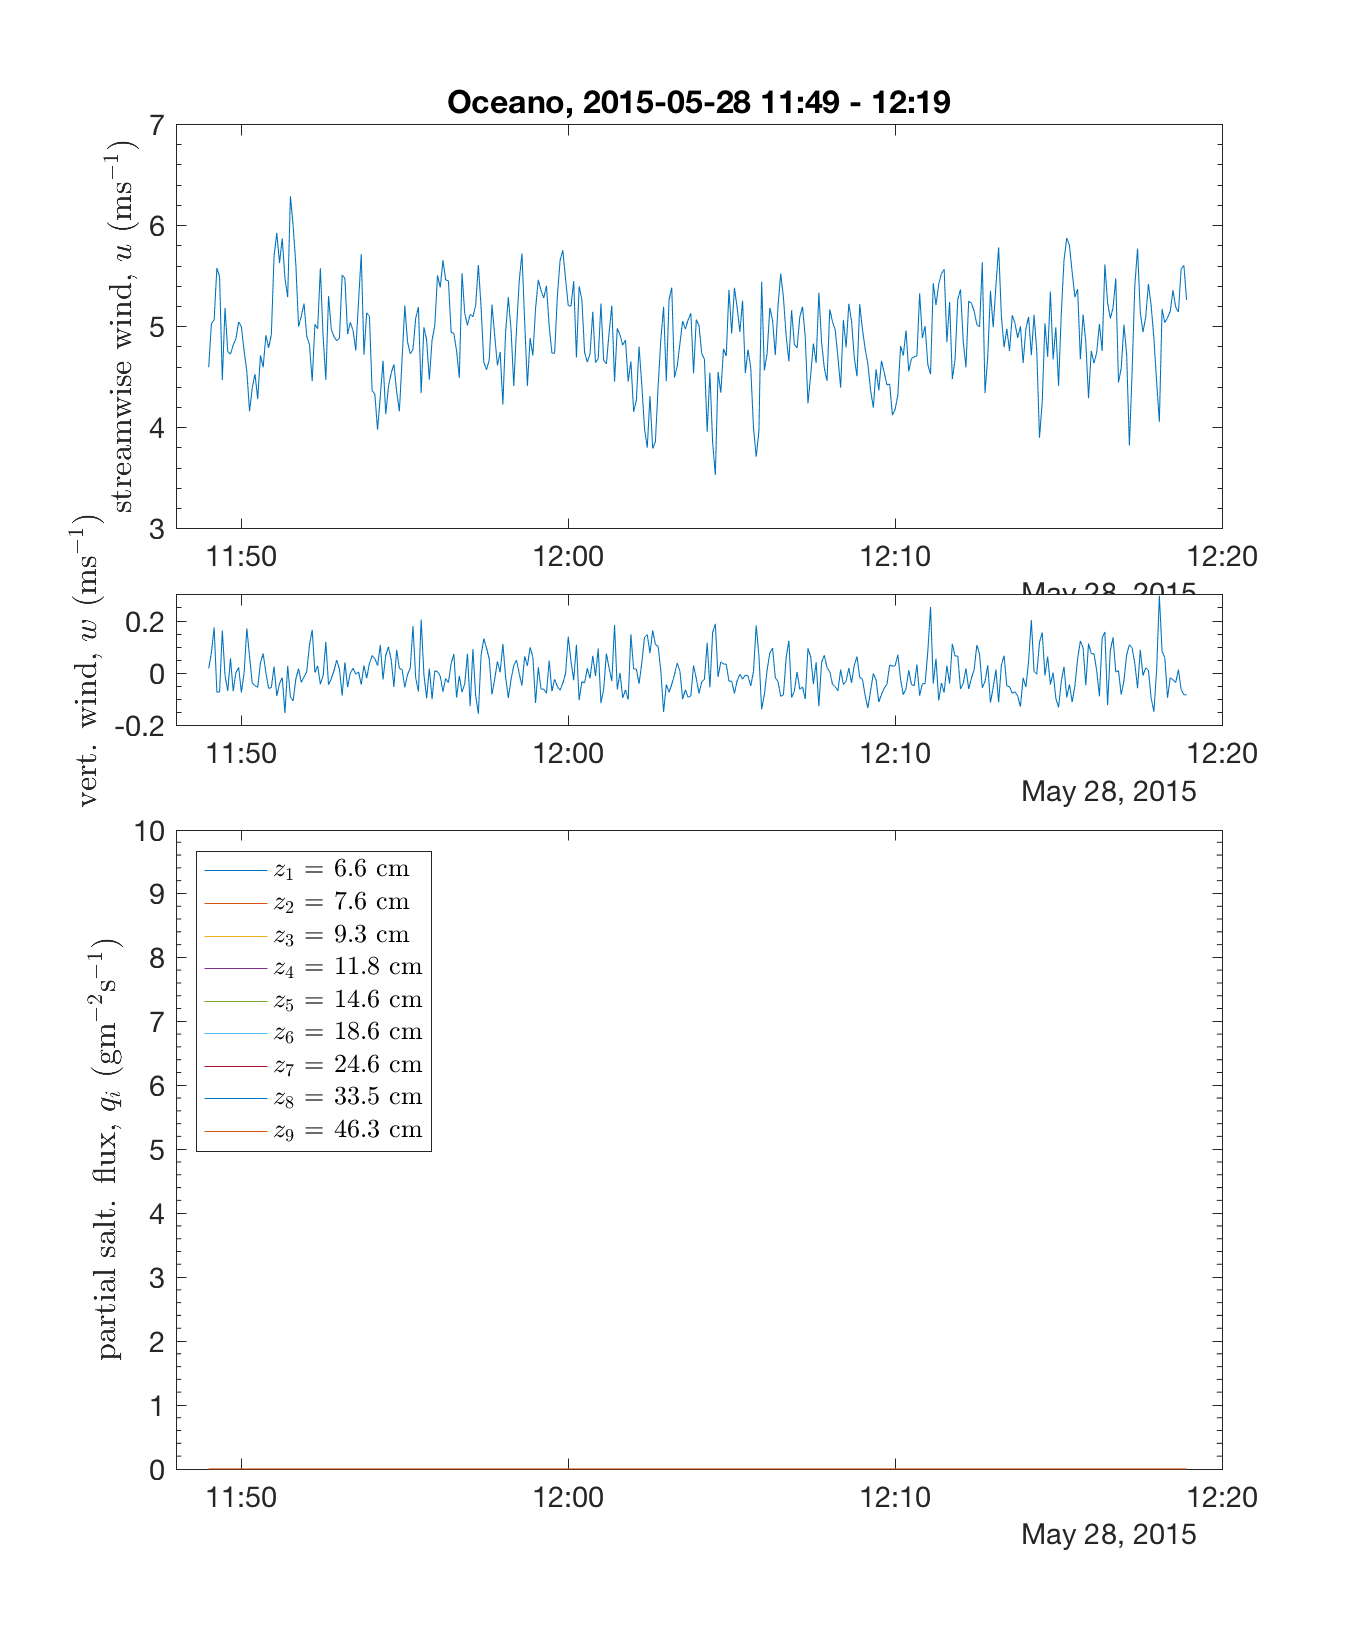 Oceano, 2015-05-28 11:49 - 12:19
streamwise wind, u (ms⁻¹)
7
6
5
4
3
11:50 12:00 12:10 12:20
May 28, 2015
vert. wind, w (ms⁻¹)
0.2
0
-0.2
11:50 12:00 12:10 12:20
May 28, 2015
partial salt. flux, qᵢ (gm⁻²s⁻¹)
10
9
8
7
6
5
4
3
2
1
0
z₁ = 6.6 cm
z₂ = 7.6 cm
z₃ = 9.3 cm
z₄ = 11.8 cm
z₅ = 14.6 cm
z₆ = 18.6 cm
z₇ = 24.6 cm
z₈ = 33.5 cm
z₉ = 46.3 cm
11:50 12:00 12:10 12:20
May 28, 2015